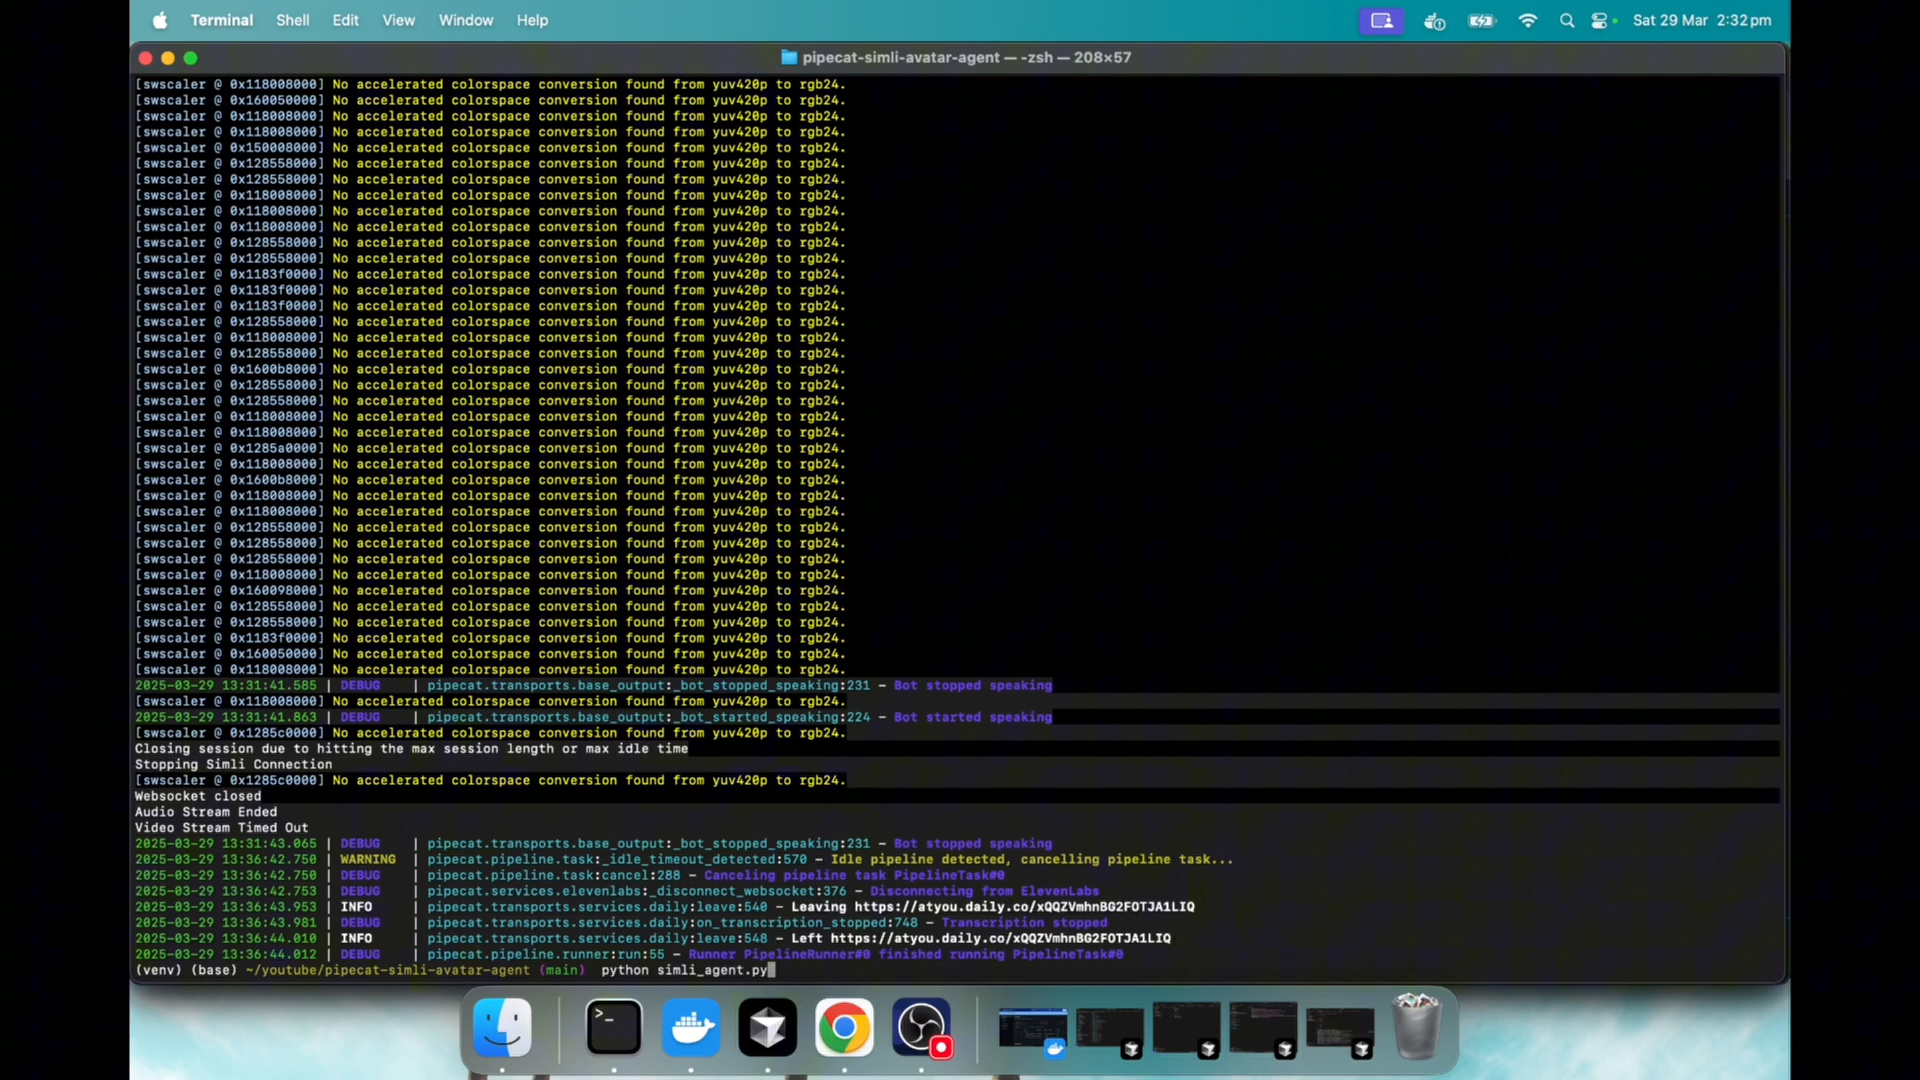 Terminal Shell Edit View Window Help Sat 29 Mar 2:32 pm
pipecat-simli-avatar-agent — -zsh — 208×57
[swscaler @ 0x118008000] No accelerated colorspace conversion found from yuv420p to rgb24.
[swscaler @ 0x160050000] No accelerated colorspace conversion found from yuv420p to rgb24.
[swscaler @ 0x118008000] No accelerated colorspace conversion found from yuv420p to rgb24.
[swscaler @ 0x118008000] No accelerated colorspace conversion found from yuv420p to rgb24.
[swscaler @ 0x150008000] No accelerated colorspace conversion found from yuv420p to rgb24.
[swscaler @ 0x128558000] No accelerated colorspace conversion found from yuv420p to rgb24.
[swscaler @ 0x128558000] No accelerated colorspace conversion found from yuv420p to rgb24.
[swscaler @ 0x118008000] No accelerated colorspace conversion found from yuv420p to rgb24.
[swscaler @ 0x118008000] No accelerated colorspace conversion found from yuv420p to rgb24.
[swscaler @ 0x118008000] No accelerated colorspace conversion found from yuv420p to rgb24.
[swscaler @ 0x128558000] No accelerated colorspace conversion found from yuv420p to rgb24.
[swscaler @ 0x128558000] No accelerated colorspace conversion found from yuv420p to rgb24.
[swscaler @ 0x1183f0000] No accelerated colorspace conversion found from yuv420p to rgb24.
[swscaler @ 0x1183f0000] No accelerated colorspace conversion found from yuv420p to rgb24.
[swscaler @ 0x1183f0000] No accelerated colorspace conversion found from yuv420p to rgb24.
[swscaler @ 0x128558000] No accelerated colorspace conversion found from yuv420p to rgb24.
[swscaler @ 0x118008000] No accelerated colorspace conversion found from yuv420p to rgb24.
[swscaler @ 0x128558000] No accelerated colorspace conversion found from yuv420p to rgb24.
[swscaler @ 0x1600b8000] No accelerated colorspace conversion found from yuv420p to rgb24.
[swscaler @ 0x128558000] No accelerated colorspace conversion found from yuv420p to rgb24.
[swscaler @ 0x128558000] No accelerated colorspace conversion found from yuv420p to rgb24.
[swscaler @ 0x118008000] No accelerated colorspace conversion found from yuv420p to rgb24.
[swscaler @ 0x118008000] No accelerated colorspace conversion found from yuv420p to rgb24.
[swscaler @ 0x1285a0000] No accelerated colorspace conversion found from yuv420p to rgb24.
[swscaler @ 0x118008000] No accelerated colorspace conversion found from yuv420p to rgb24.
[swscaler @ 0x1600b8000] No accelerated colorspace conversion found from yuv420p to rgb24.
[swscaler @ 0x118008000] No accelerated colorspace conversion found from yuv420p to rgb24.
[swscaler @ 0x118008000] No accelerated colorspace conversion found from yuv420p to rgb24.
[swscaler @ 0x128558000] No accelerated colorspace conversion found from yuv420p to rgb24.
[swscaler @ 0x128558000] No accelerated colorspace conversion found from yuv420p to rgb24.
[swscaler @ 0x128558000] No accelerated colorspace conversion found from yuv420p to rgb24.
[swscaler @ 0x118008000] No accelerated colorspace conversion found from yuv420p to rgb24.
[swscaler @ 0x160098000] No accelerated colorspace conversion found from yuv420p to rgb24.
[swscaler @ 0x128558000] No accelerated colorspace conversion found from yuv420p to rgb24.
[swscaler @ 0x128558000] No accelerated colorspace conversion found from yuv420p to rgb24.
[swscaler @ 0x1183f0000] No accelerated colorspace conversion found from yuv420p to rgb24.
[swscaler @ 0x160050000] No accelerated colorspace conversion found from yuv420p to rgb24.
[swscaler @ 0x118008000] No accelerated colorspace conversion found from yuv420p to rgb24.
2025-03-29 13:31:41.585 | DEBUG | pipecat.transports.base_output:_bot_stopped_speaking:231 - Bot stopped speaking
[swscaler @ 0x118008000] No accelerated colorspace conversion found from yuv420p to rgb24.
2025-03-29 13:31:41.863 | DEBUG | pipecat.transports.base_output:_bot_started_speaking:224 - Bot started speaking
[swscaler @ 0x1285c0000] No accelerated colorspace conversion found from yuv420p to rgb24.
Closing session due to hitting the max session length or max idle time
Stopping Simli Connection
[swscaler @ 0x1285c0000] No accelerated colorspace conversion found from yuv420p to rgb24.
Websocket closed
Audio Stream Ended
Video Stream Timed Out
2025-03-29 13:31:43.065 | DEBUG | pipecat.transports.base_output:_bot_stopped_speaking:231 - Bot stopped speaking
2025-03-29 13:36:42.750 | WARNING | pipecat.pipeline.task:_idle_timeout_detected:570 - Idle pipeline detected, cancelling pipeline task...
2025-03-29 13:36:42.750 | DEBUG | pipecat.pipeline.task:cancel:288 - Canceling pipeline task PipelineTask#0
2025-03-29 13:36:42.753 | DEBUG | pipecat.services.elevenlabs:_disconnect_websocket:376 - Disconnecting from ElevenLabs
2025-03-29 13:36:43.953 | INFO | pipecat.transports.services.daily:leave:540 - Leaving https://atyou.daily.co/xQQZVmhnBG2FOTJA1LIQ
2025-03-29 13:36:43.981 | DEBUG | pipecat.transports.services.daily:on_transcription_stopped:748 - Transcription stopped
2025-03-29 13:36:44.010 | INFO | pipecat.transports.services.daily:leave:548 - Left https://atyou.daily.co/xQQZVmhnBG2FOTJA1LIQ
2025-03-29 13:36:44.012 | DEBUG | pipecat.pipeline.runner:run:55 - Runner PipelineRunner#0 finished running PipelineTask#0
(venv) (base) ~/youtube/pipecat-simli-avatar-agent (main) python simli_agent.py
>_